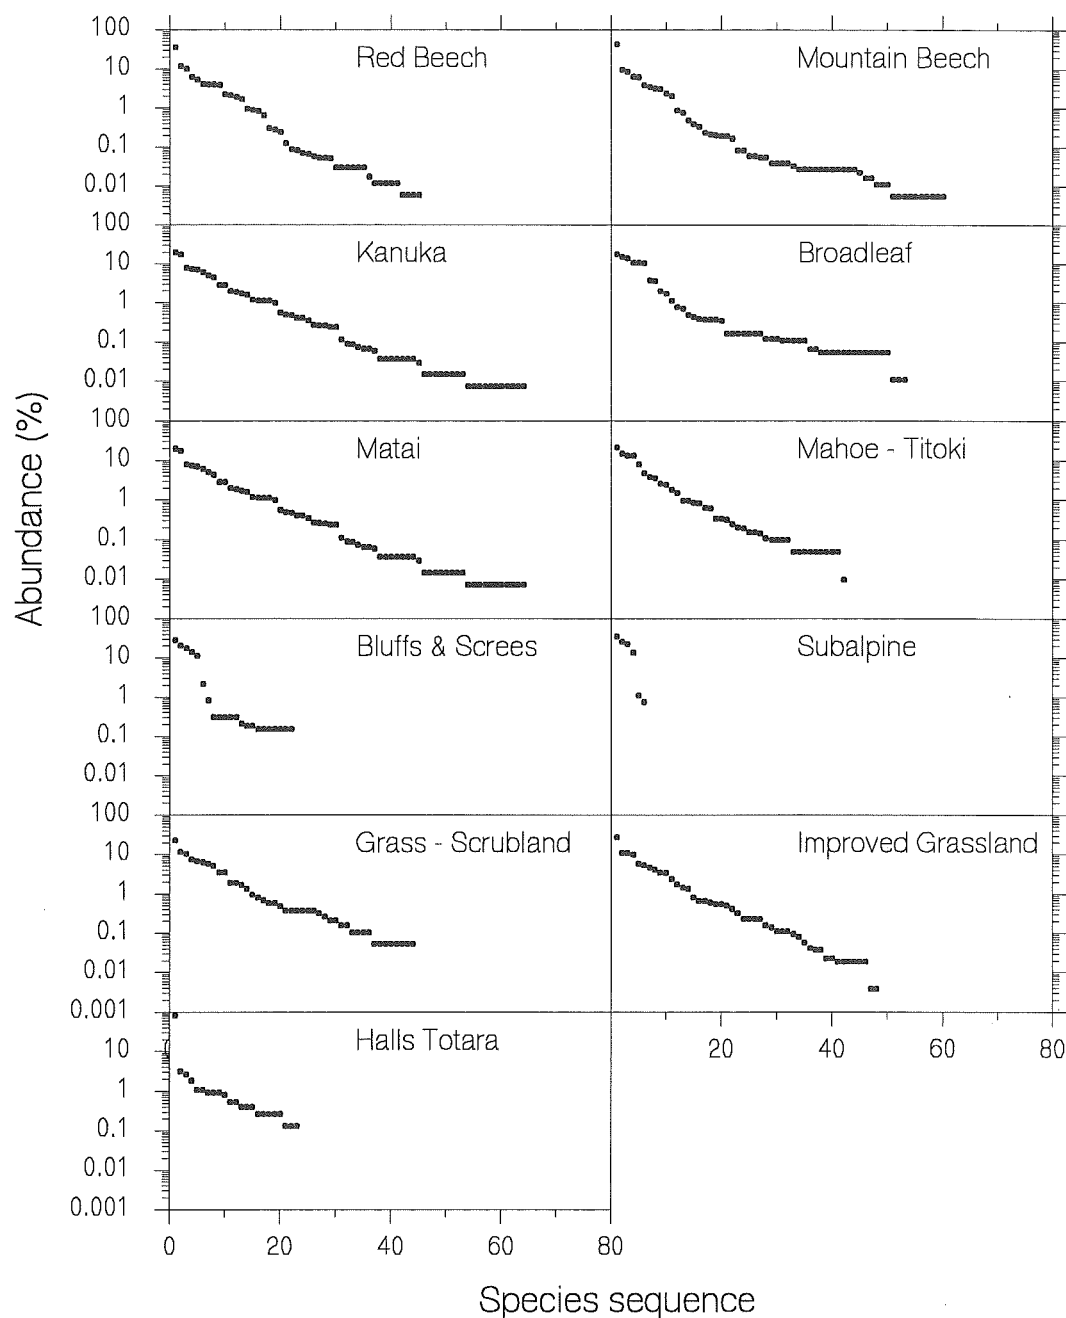 100
Red Beech
Mountain Beech
10
1
0.1
0.01
100
Kanuka
Broadleaf
10
1
0.1
0.01
100
Matai
Mahoe - Titoki
10
1
0.1
0.01
100
Bluffs & Screes
Subalpine
10
1
0.1
0.01
100
Grass - Scrubland
Improved Grassland
10
1
0.1
0.01
0.001
Halls Totara
20 40 60 80
10
1
0.1
0.01
0.001
0 20 40 60 80
Abundance (%)
Species sequence